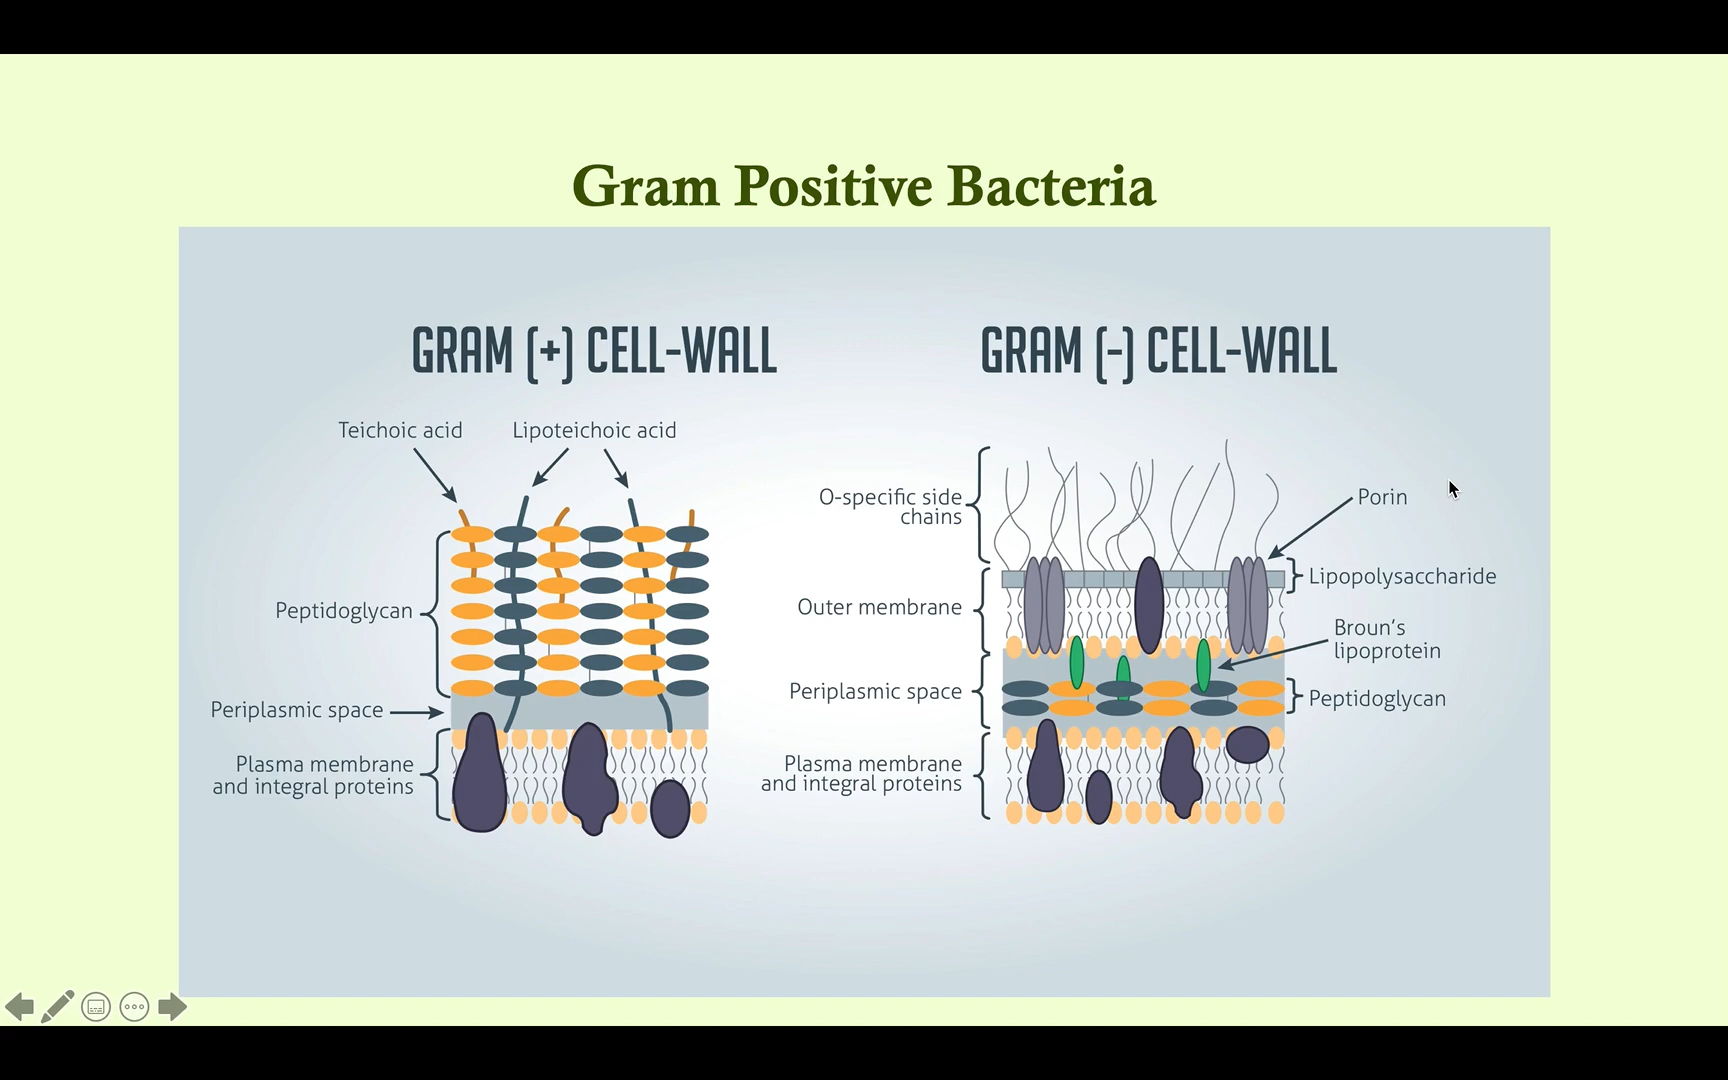 Gram Positive Bacteria
GRAM (+) CELL-WALL
Teichoic acid
Lipoteichoic acid
Peptidoglycan
Periplasmic space
Plasma membrane
and integral proteins
GRAM (-) CELL-WALL
O-specific side
chains
Outer membrane
Periplasmic space
Plasma membrane
and integral proteins
Porin
Lipopolysaccharide
Broun's
lipoprotein
Peptidoglycan